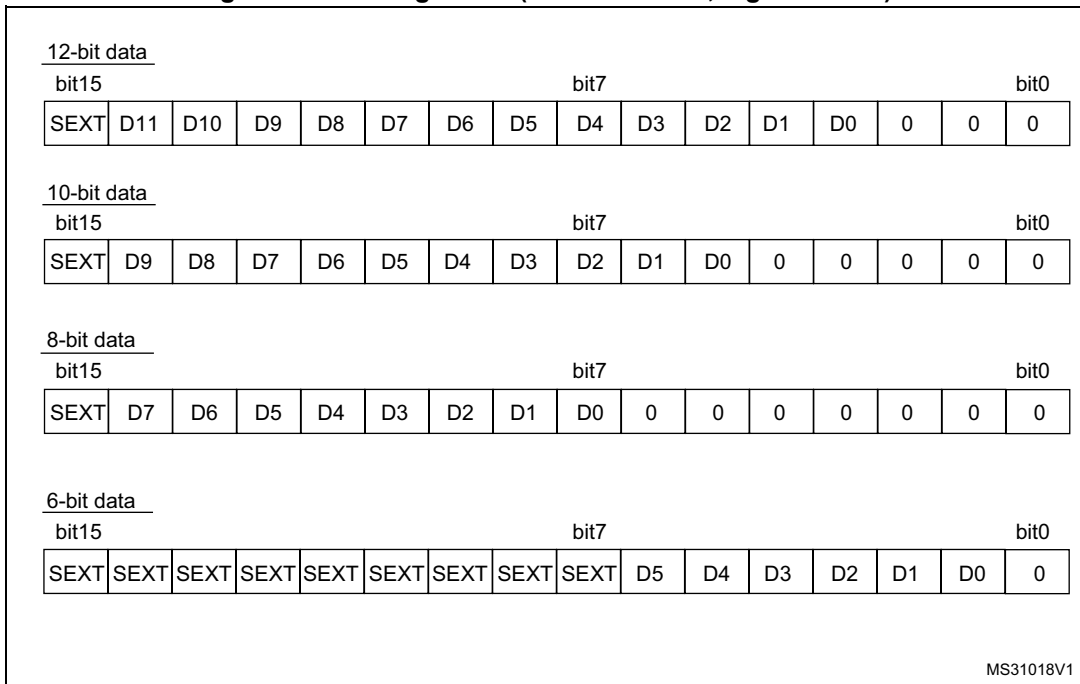 12-bit data
bit15 bit7 bit0
SEXT D11 D10 D9 D8 D7 D6 D5 D4 D3 D2 D1 D0 0 0 0
10-bit data
bit15 bit7 bit0
SEXT D9 D8 D7 D6 D5 D4 D3 D2 D1 D0 0 0 0 0 0
8-bit data
bit15 bit7 bit0
SEXT D7 D6 D5 D4 D3 D2 D1 D0 0 0 0 0 0 0 0
6-bit data
bit15 bit7 bit0
SEXT SEXT SEXT SEXT SEXT SEXT SEXT SEXT SEXT D5 D4 D3 D2 D1 D0 0
MS31018V1